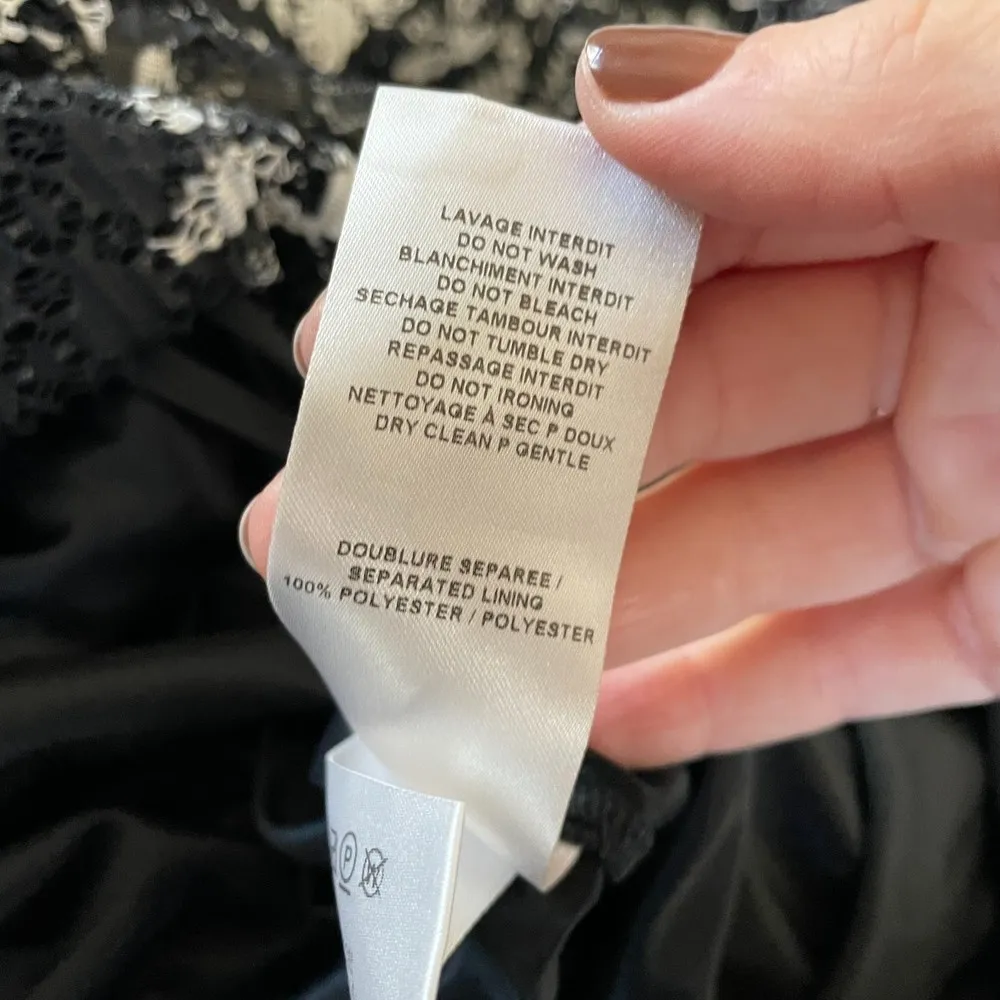 LAVAGE INTERDIT
DO NOT WASH
BLANCHIMENT INTERDIT
DO NOT BLEACH
SECHAGE TAMBOUR INTERDIT
DO NOT TUMBLE DRY
REPASSAGE INTERDIT
DO NOT IRONING
NETTOYAGE À SEC P DOUX
DRY CLEAN P GENTLE
DOUBLURE SEPAREE /
SEPARATED LINING
100% POLYESTER / POLYESTER
P W